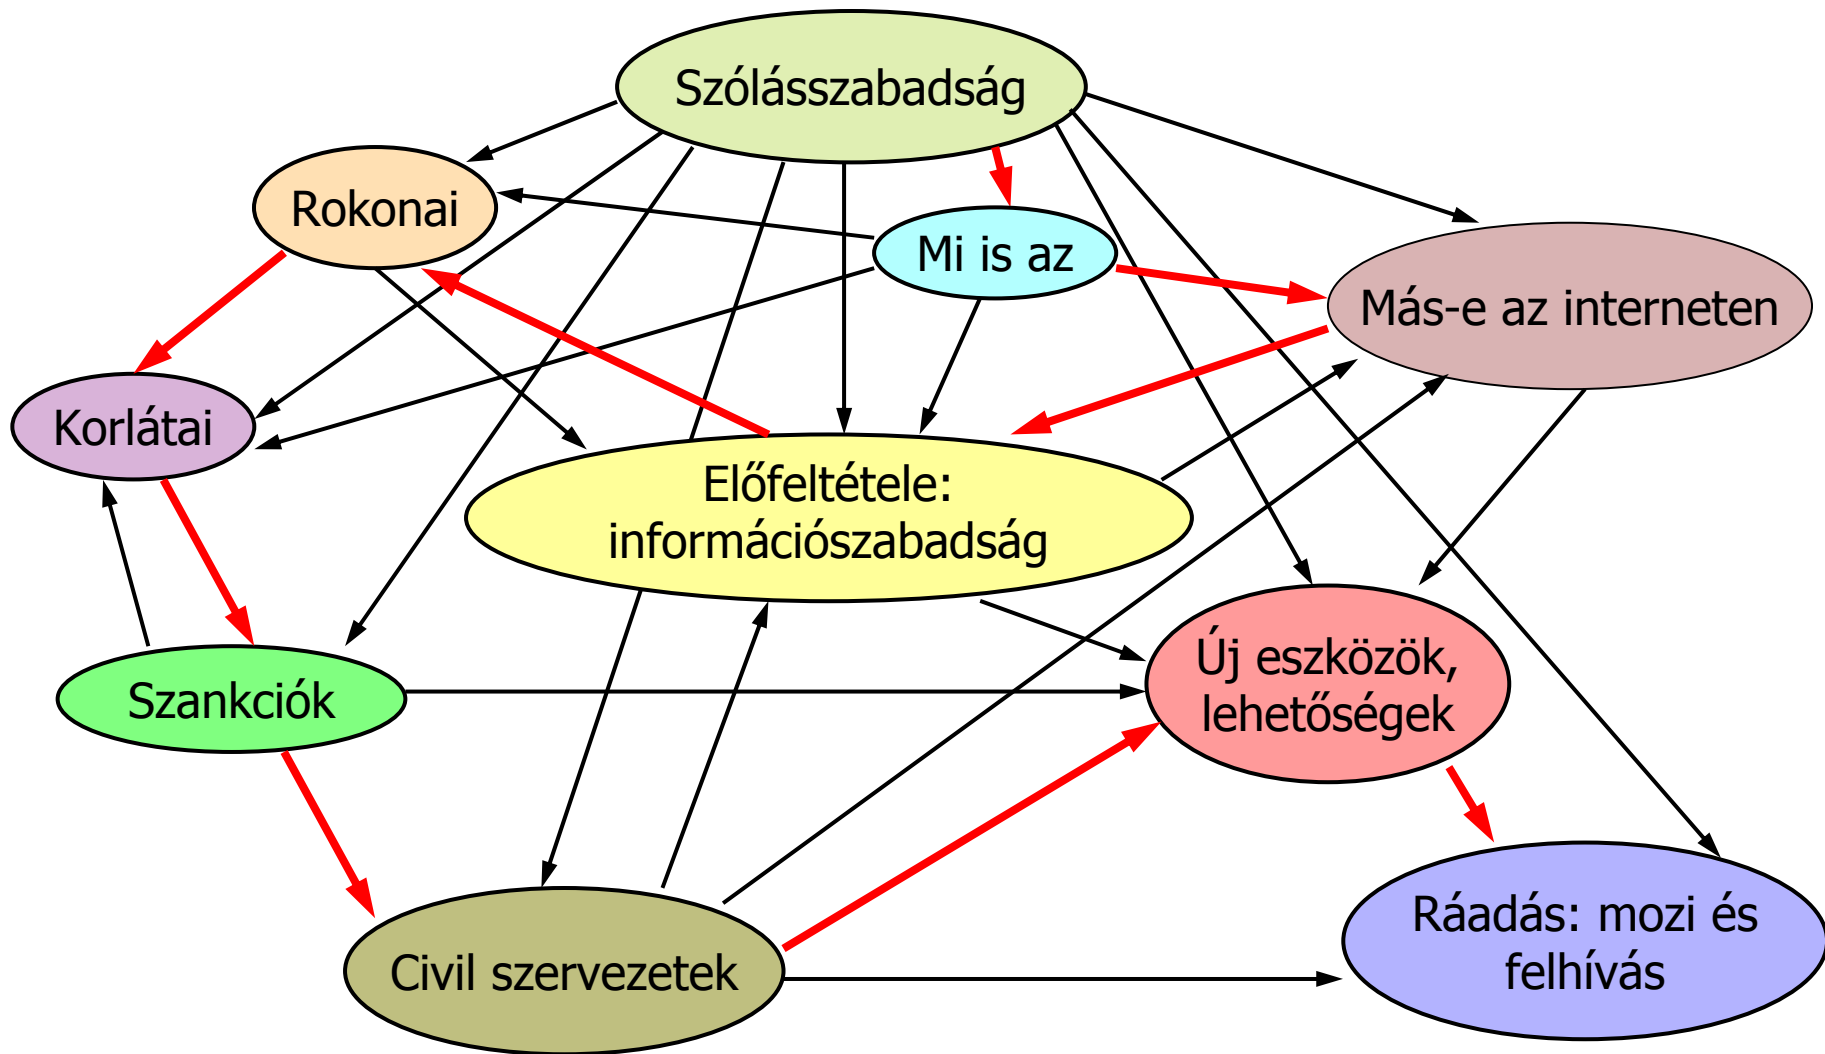 Szólásszabadság
Rokonai
Mi is az
Más-e az interneten
Korlátai
Előfeltétele:
információszabadság
Szankciók
Új eszközök,
lehetőségek
Civil szervezetek
Ráadás: mozi és
felhívás